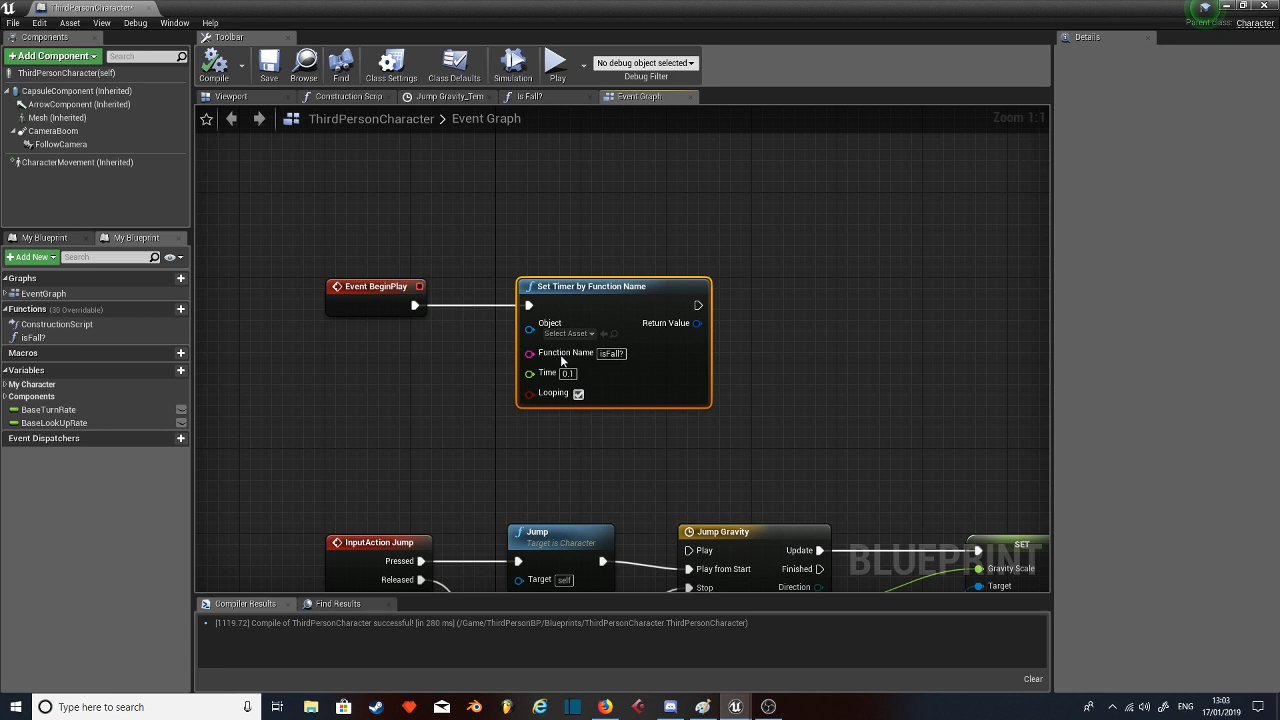 ThirdPersonCharacter*
Parent class: Character
File Edit Asset View Debug Window Help
Components
Toolbar
Details
+ Add Component Search
ThirdPersonCharacter(self)
CapsuleComponent (Inherited)
ArrowComponent (Inherited)
Mesh (Inherited)
CameraBoom
FollowCamera
CharacterMovement (Inherited)
Compile Save Browse Find Class Settings Class Defaults Simulation Play
No debug object selected
Debug Filter
Viewport Construction Scrip Jump Gravity_Tem Is Fall? Event Graph
ThirdPersonCharacter > Event Graph
Zoom 1:1
My Blueprint My Blueprint
+ Add New Search
Graphs
EventGraph
Functions (30 Overridable)
ConstructionScript
isFall?
Macros
Variables
My Character
Components
BaseTurnRate
BaseLookUpRate
Event Dispatchers
Event BeginPlay
Set Timer by Function Name
Object
Select Asset
Return Value
Function Name isFall?
Time 0.1
Looping
InputAction Jump
Pressed
Released
Jump
Target is Character
Target self
Jump Gravity
Play Update
Play from Start Finished
Stop Direction
SET
Gravity Scale
Target
BLUEPRINT
Compiler Results Find Results
[1119.72] Compile of ThirdPersonCharacter successful! [in 280 ms] (/Game/ThirdPersonBP/Blueprints/ThirdPersonCharacter.ThirdPersonCharacter)
Clear
Type here to search
13:03
17/01/2019